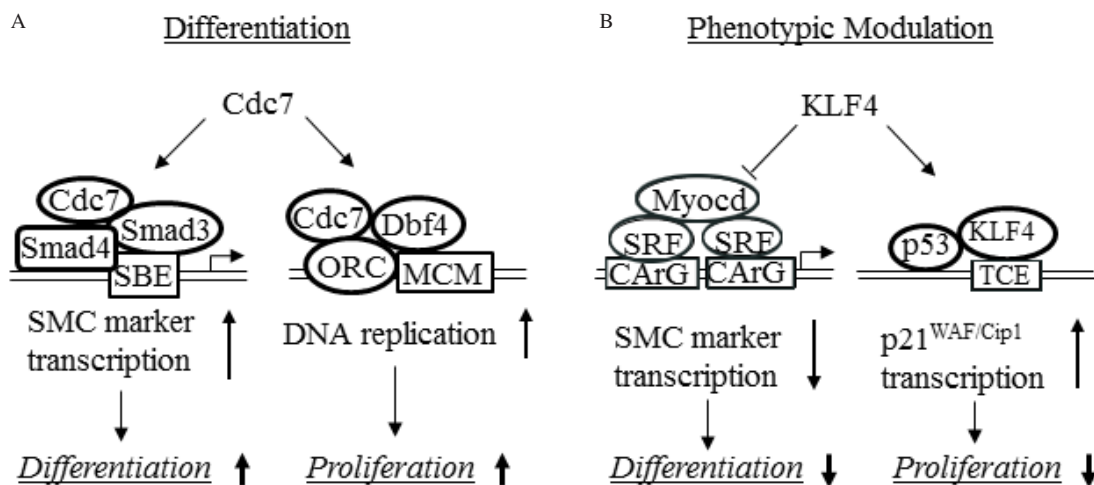 A
Differentiation
Cdc7
Cdc7
Smad3
Smad4
SBE
SMC marker
transcription
Differentiation
Cdc7
Dbf4
ORC
MCM
DNA replication
Proliferation
B
Phenotypic Modulation
KLF4
Myocd
SRF
SRF
CArG
CArG
SMC marker
transcription
Differentiation
p53
KLF4
TCE
p21WAF/Cip1
transcription
Proliferation